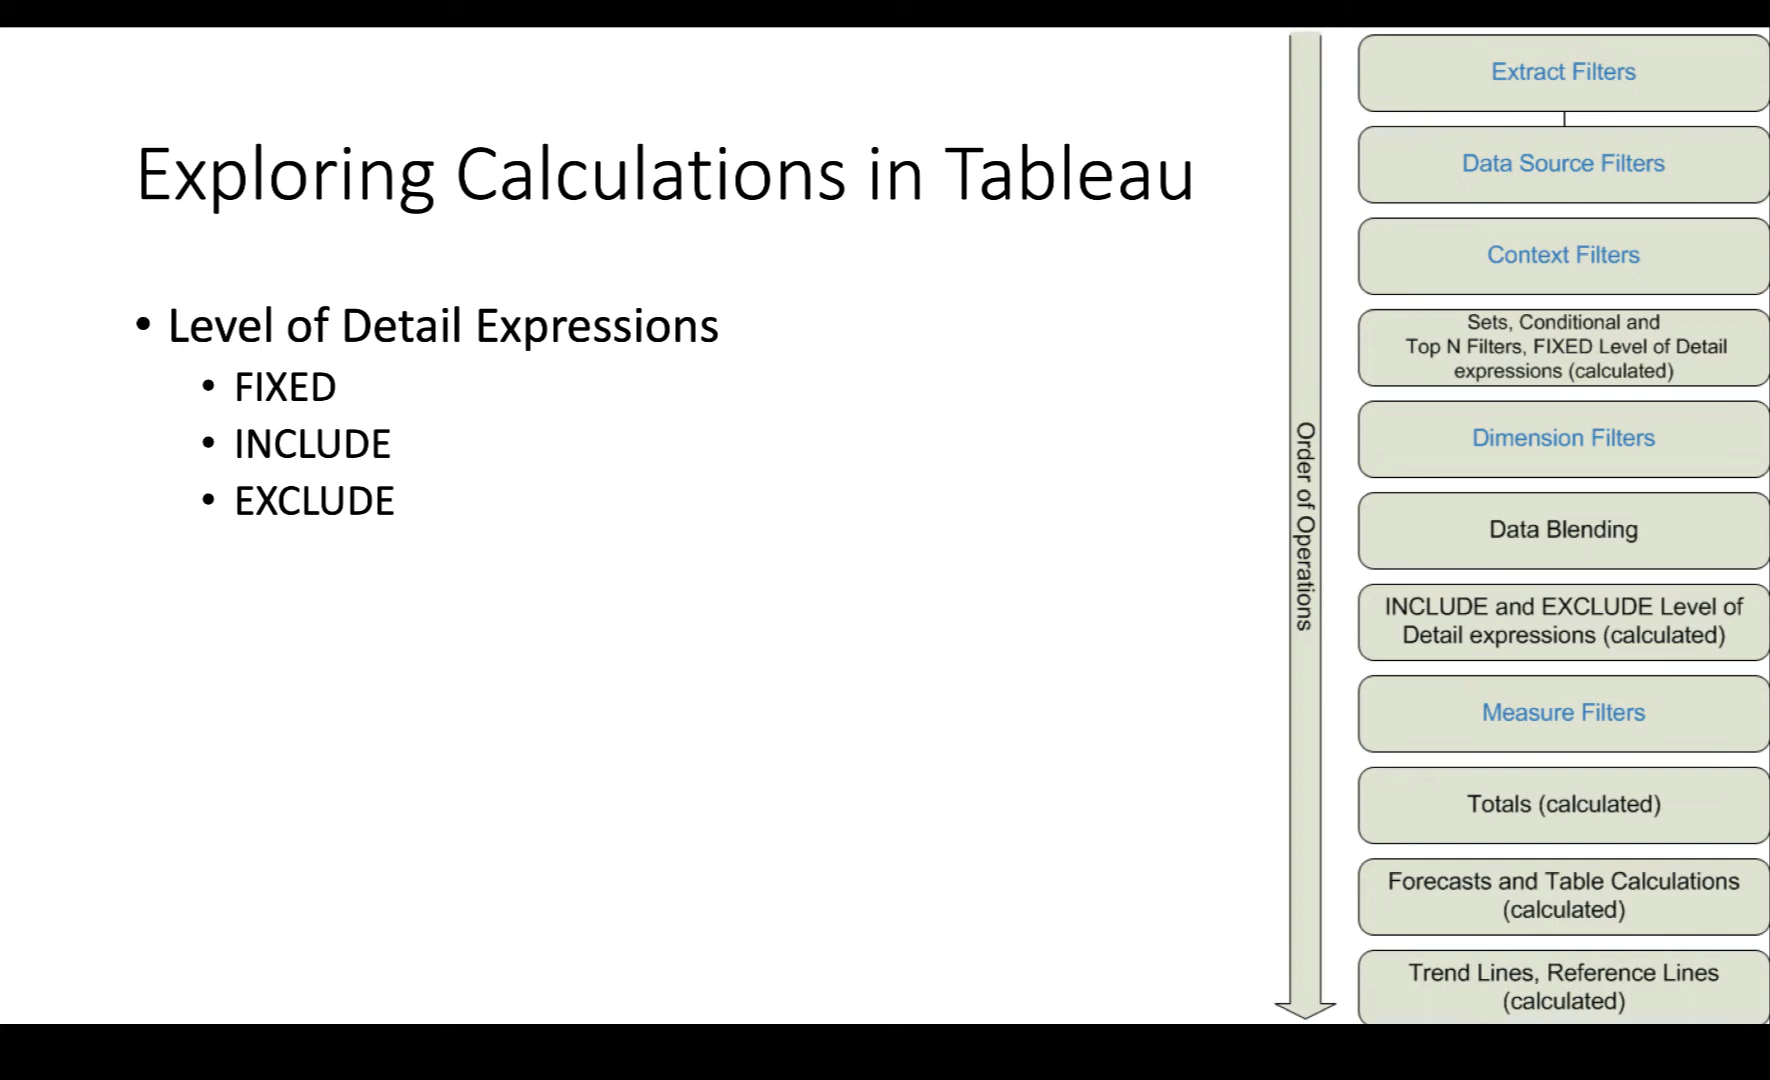 Exploring Calculations in Tableau
• Level of Detail Expressions
• FIXED
• INCLUDE
• EXCLUDE
Order of Operations
Extract Filters
Data Source Filters
Context Filters
Sets, Conditional and
Top N Filters, FIXED Level of Detail
expressions (calculated)
Dimension Filters
Data Blending
INCLUDE and EXCLUDE Level of
Detail expressions (calculated)
Measure Filters
Totals (calculated)
Forecasts and Table Calculations
(calculated)
Trend Lines, Reference Lines
(calculated)